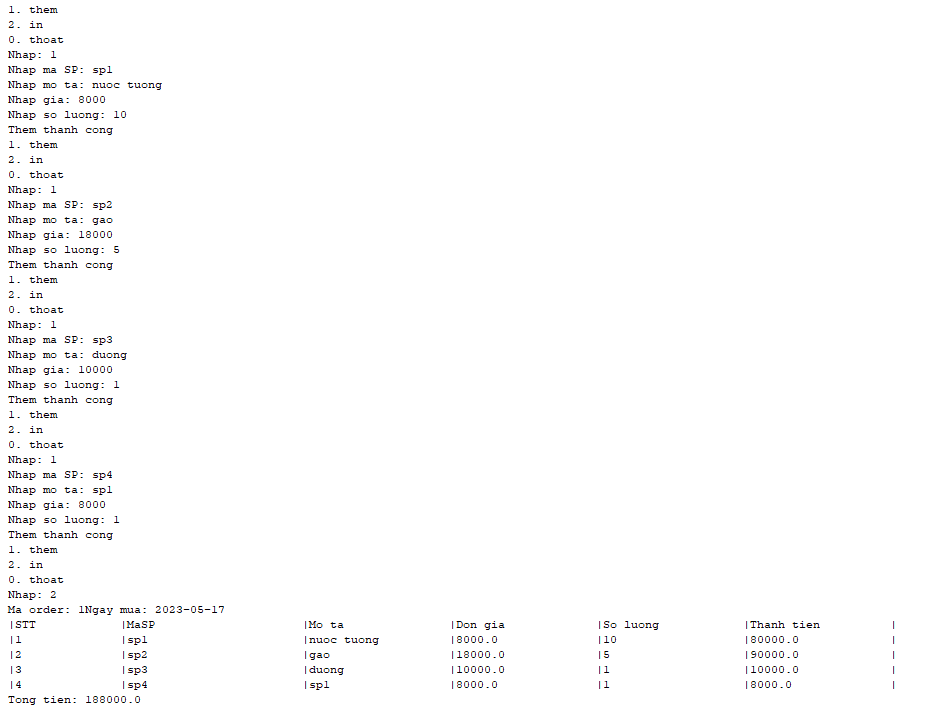 1. them
2. in
0. thoat
Nhap: 1
Nhap ma SP: sp1
Nhap mo ta: nuoc tuong
Nhap gia: 8000
Nhap so luong: 10
Them thanh cong
1. them
2. in
0. thoat
Nhap: 1
Nhap ma SP: sp2
Nhap mo ta: gao
Nhap gia: 18000
Nhap so luong: 5
Them thanh cong
1. them
2. in
0. thoat
Nhap: 1
Nhap ma SP: sp3
Nhap mo ta: duong
Nhap gia: 10000
Nhap so luong: 1
Them thanh cong
1. them
2. in
0. thoat
Nhap: 1
Nhap ma SP: sp4
Nhap mo ta: sp1
Nhap gia: 8000
Nhap so luong: 1
Them thanh cong
1. them
2. in
0. thoat
Nhap: 2
Ma order: 1Ngay mua: 2023-05-17
|STT |MaSP |Mo ta |Don gia |So luong |Thanh tien |
|1 |sp1 |nuoc tuong |8000.0 |10 |80000.0 |
|2 |sp2 |gao |18000.0 |5 |90000.0 |
|3 |sp3 |duong |10000.0 |1 |10000.0 |
|4 |sp4 |sp1 |8000.0 |1 |8000.0 |
Tong tien: 188000.0